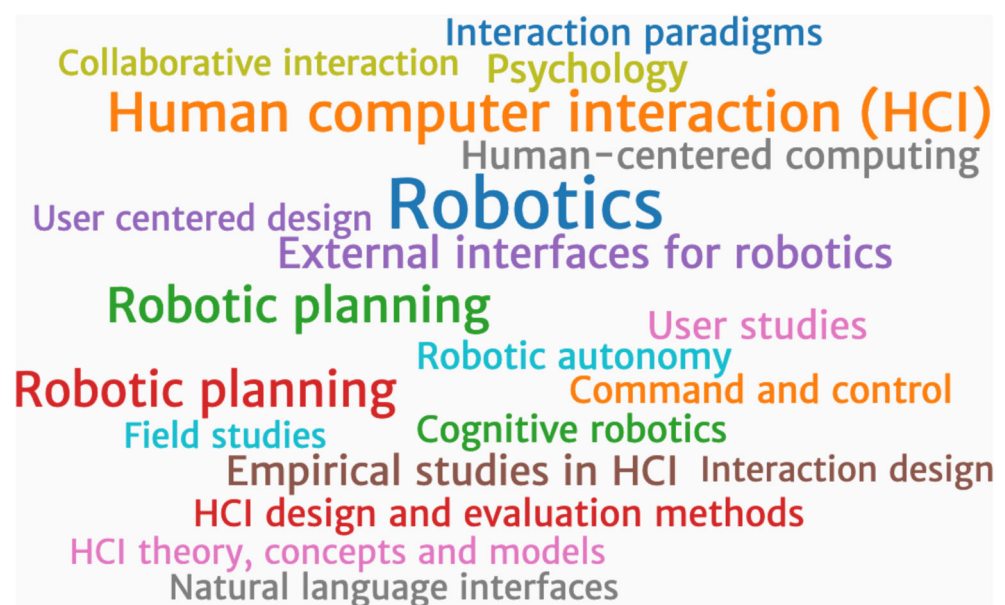 Interaction paradigms
Collaborative interaction
Psychology
Human computer interaction (HCI)
Human-centered computing
Robotics
User centered design
External interfaces for robotics
Robotic planning
User studies
Robotic autonomy
Robotic planning
Command and control
Field studies
Cognitive robotics
Empirical studies in HCI
Interaction design
HCI design and evaluation methods
HCI theory, concepts and models
Natural language interfaces